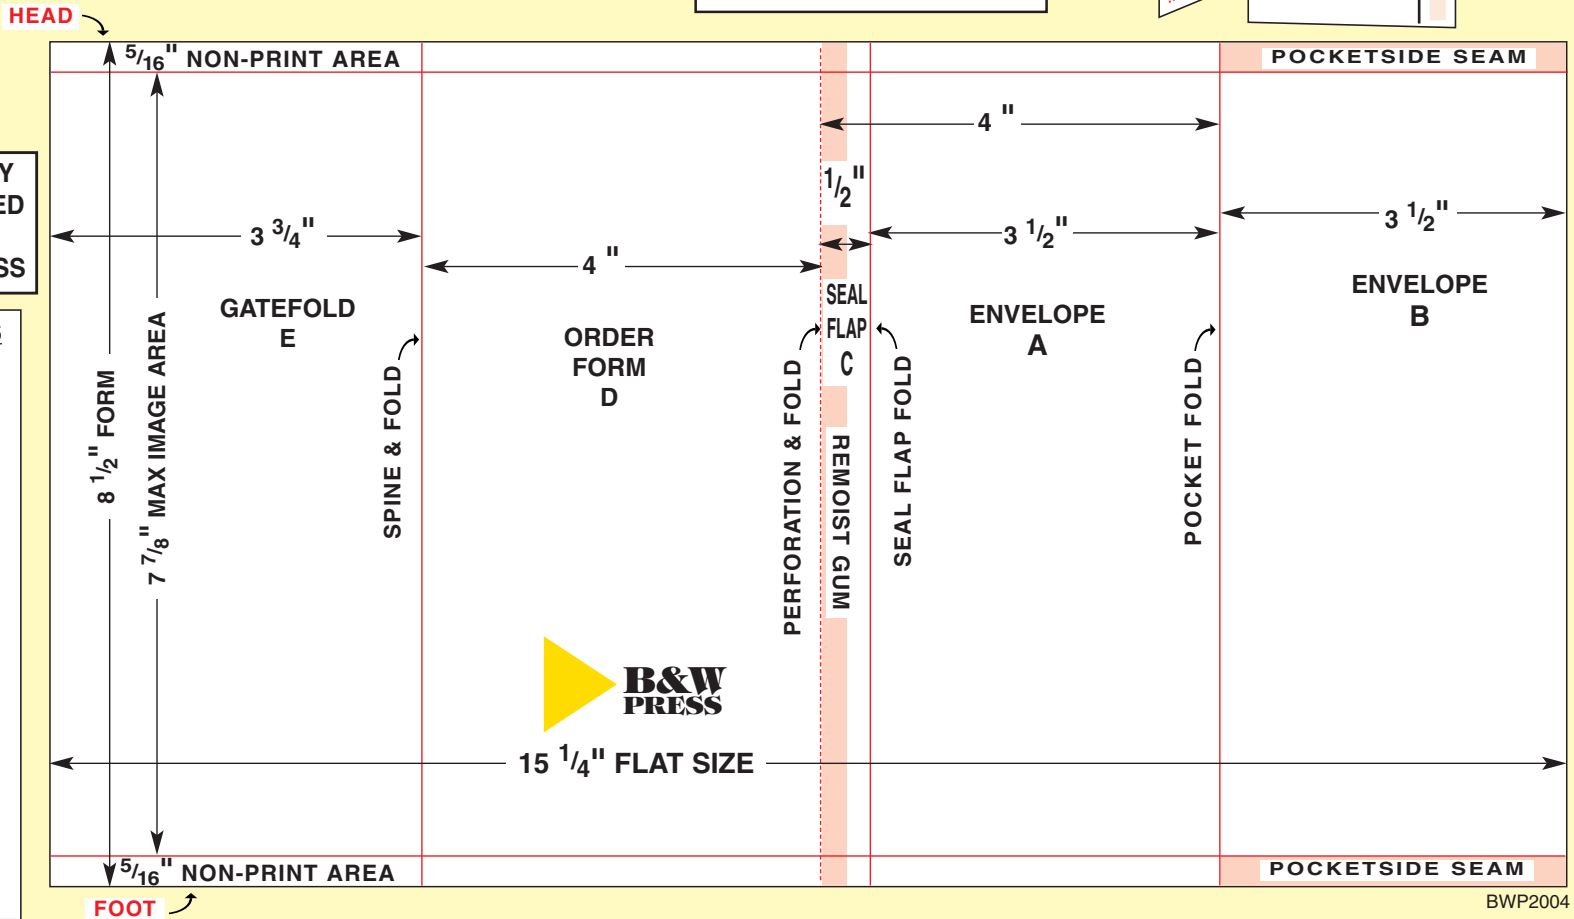 HEAD
5/16" NON-PRINT AREA
POCKETSIDE SEAM
4 "
Y
ED
SS
1/2"
3 3/4"
4 "
3 1/2"
3 1/2"
GATEFOLD
E
ORDER
FORM
D
SEAL
FLAP
C
ENVELOPE
A
ENVELOPE
B
8 1/2" FORM
7 7/8" MAX IMAGE AREA
SPINE & FOLD
PERFORATION & FOLD
REMOIST GUM
SEAL FLAP FOLD
POCKET FOLD
B&W
PRESS
15 1/4" FLAT SIZE
5/16" NON-PRINT AREA
POCKETSIDE SEAM
FOOT
BWP2004